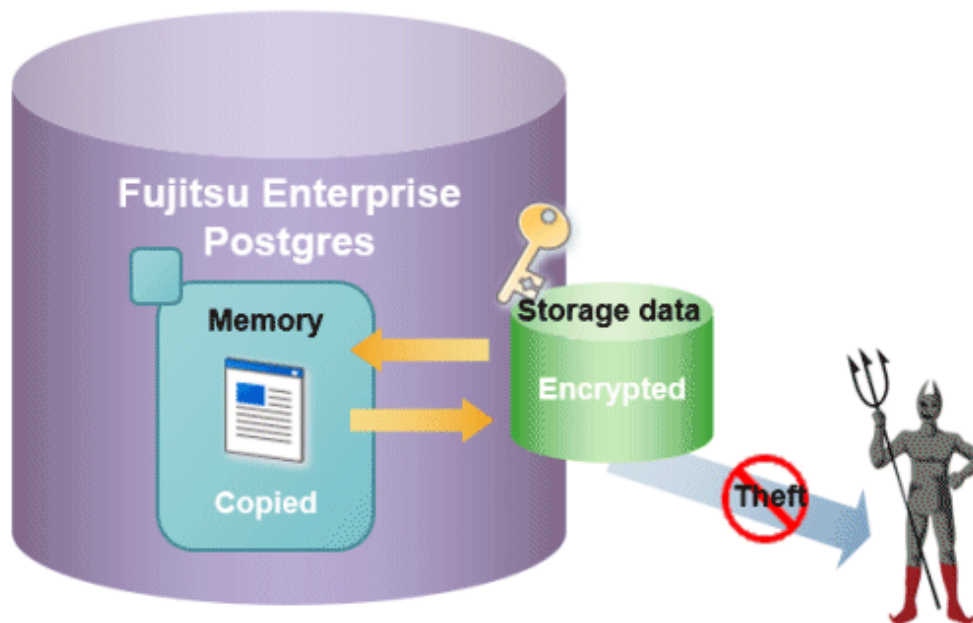 Fujitsu Enterprise
Postgres
Memory
Storage data
Encrypted
Copied
Theft